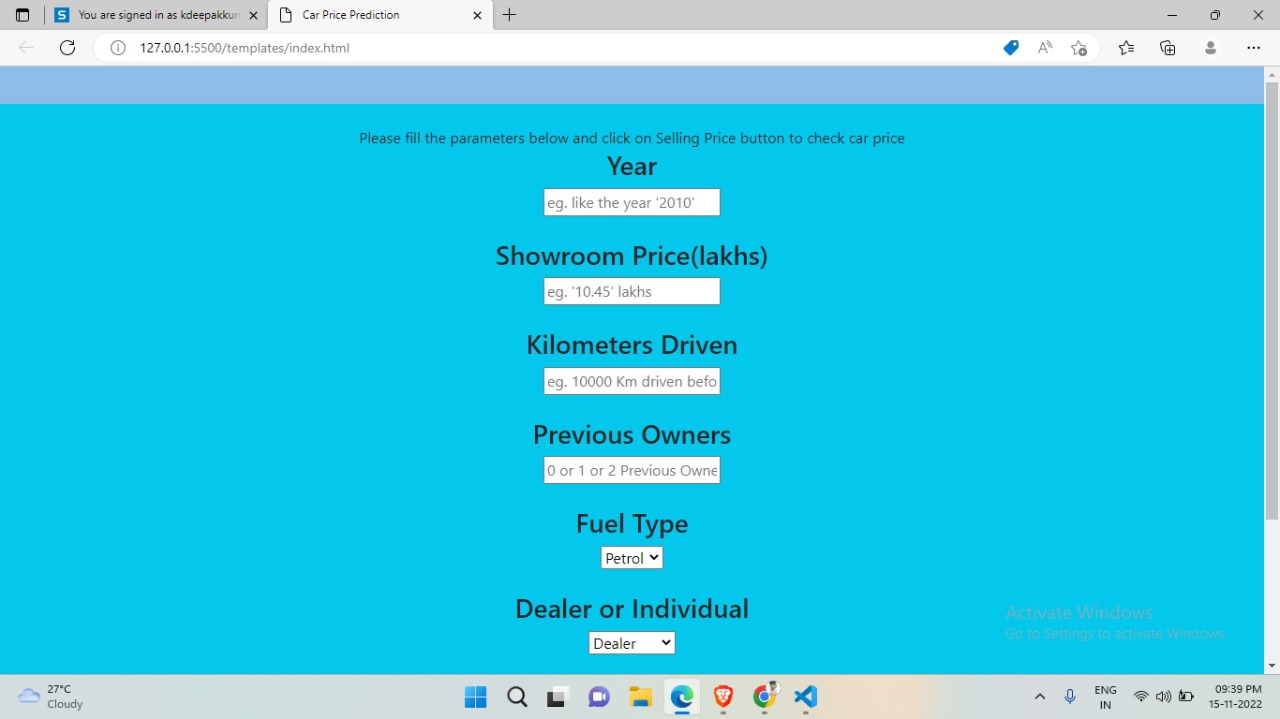 You are signed in as kdeepakkun
Car Price Prediction
127.0.0.1:5500/templates/index.html
Please fill the parameters below and click on Selling Price button to check car price
Year
eg. like the year '2010'
Showroom Price(lakhs)
eg. '10.45' lakhs
Kilometers Driven
eg. 10000 Km driven befo
Previous Owners
0 or 1 or 2 Previous Owne
Fuel Type
Petrol
Dealer or Individual
Dealer
Activate Windows
Go to Settings to activate Windows.
27°C
Cloudy
ENG
IN
09:39 PM
15-11-2022